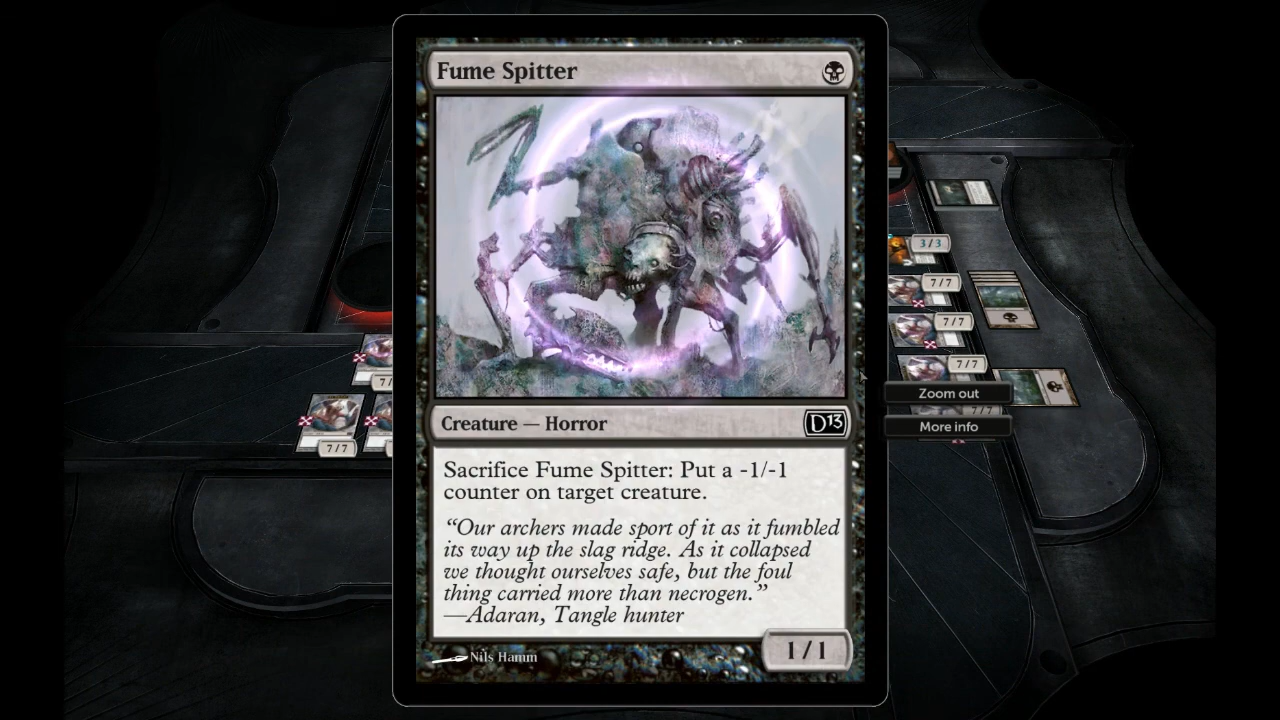 Fume Spitter
Creature — Horror
D13
Sacrifice Fume Spitter: Put a -1/-1
counter on target creature.
“Our archers made sport of it as it fumbled
its way up the slag ridge. As it collapsed
we thought ourselves safe, but the foul
thing carried more than necrogen.”
—Adaran, Tangle hunter
1/1
Nils Hamm
7/
7/7
3/3
7/7
7/7
7/7
Zoom out
7/7
More info